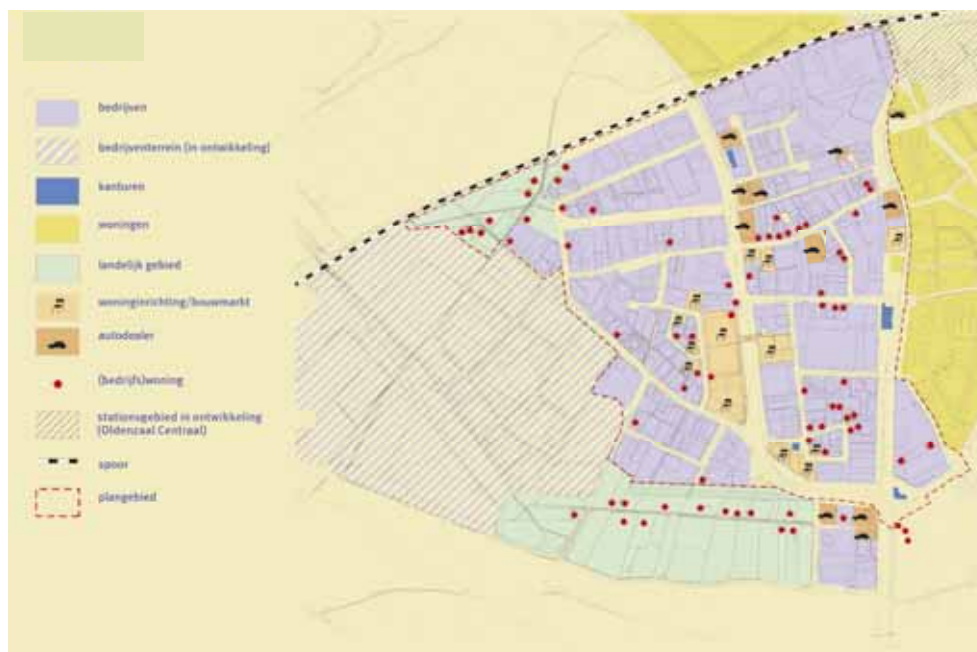 bedrijven
bedrijventerrein (in ontwikkeling)
kanturen
woningen
landelijk gebied
woninginrichting/bouwmarkt
autodealer
(bedrijfs)woning
stationsgebied in ontwikkeling
(Oldenzaal Centraal)
spoor
plangebied